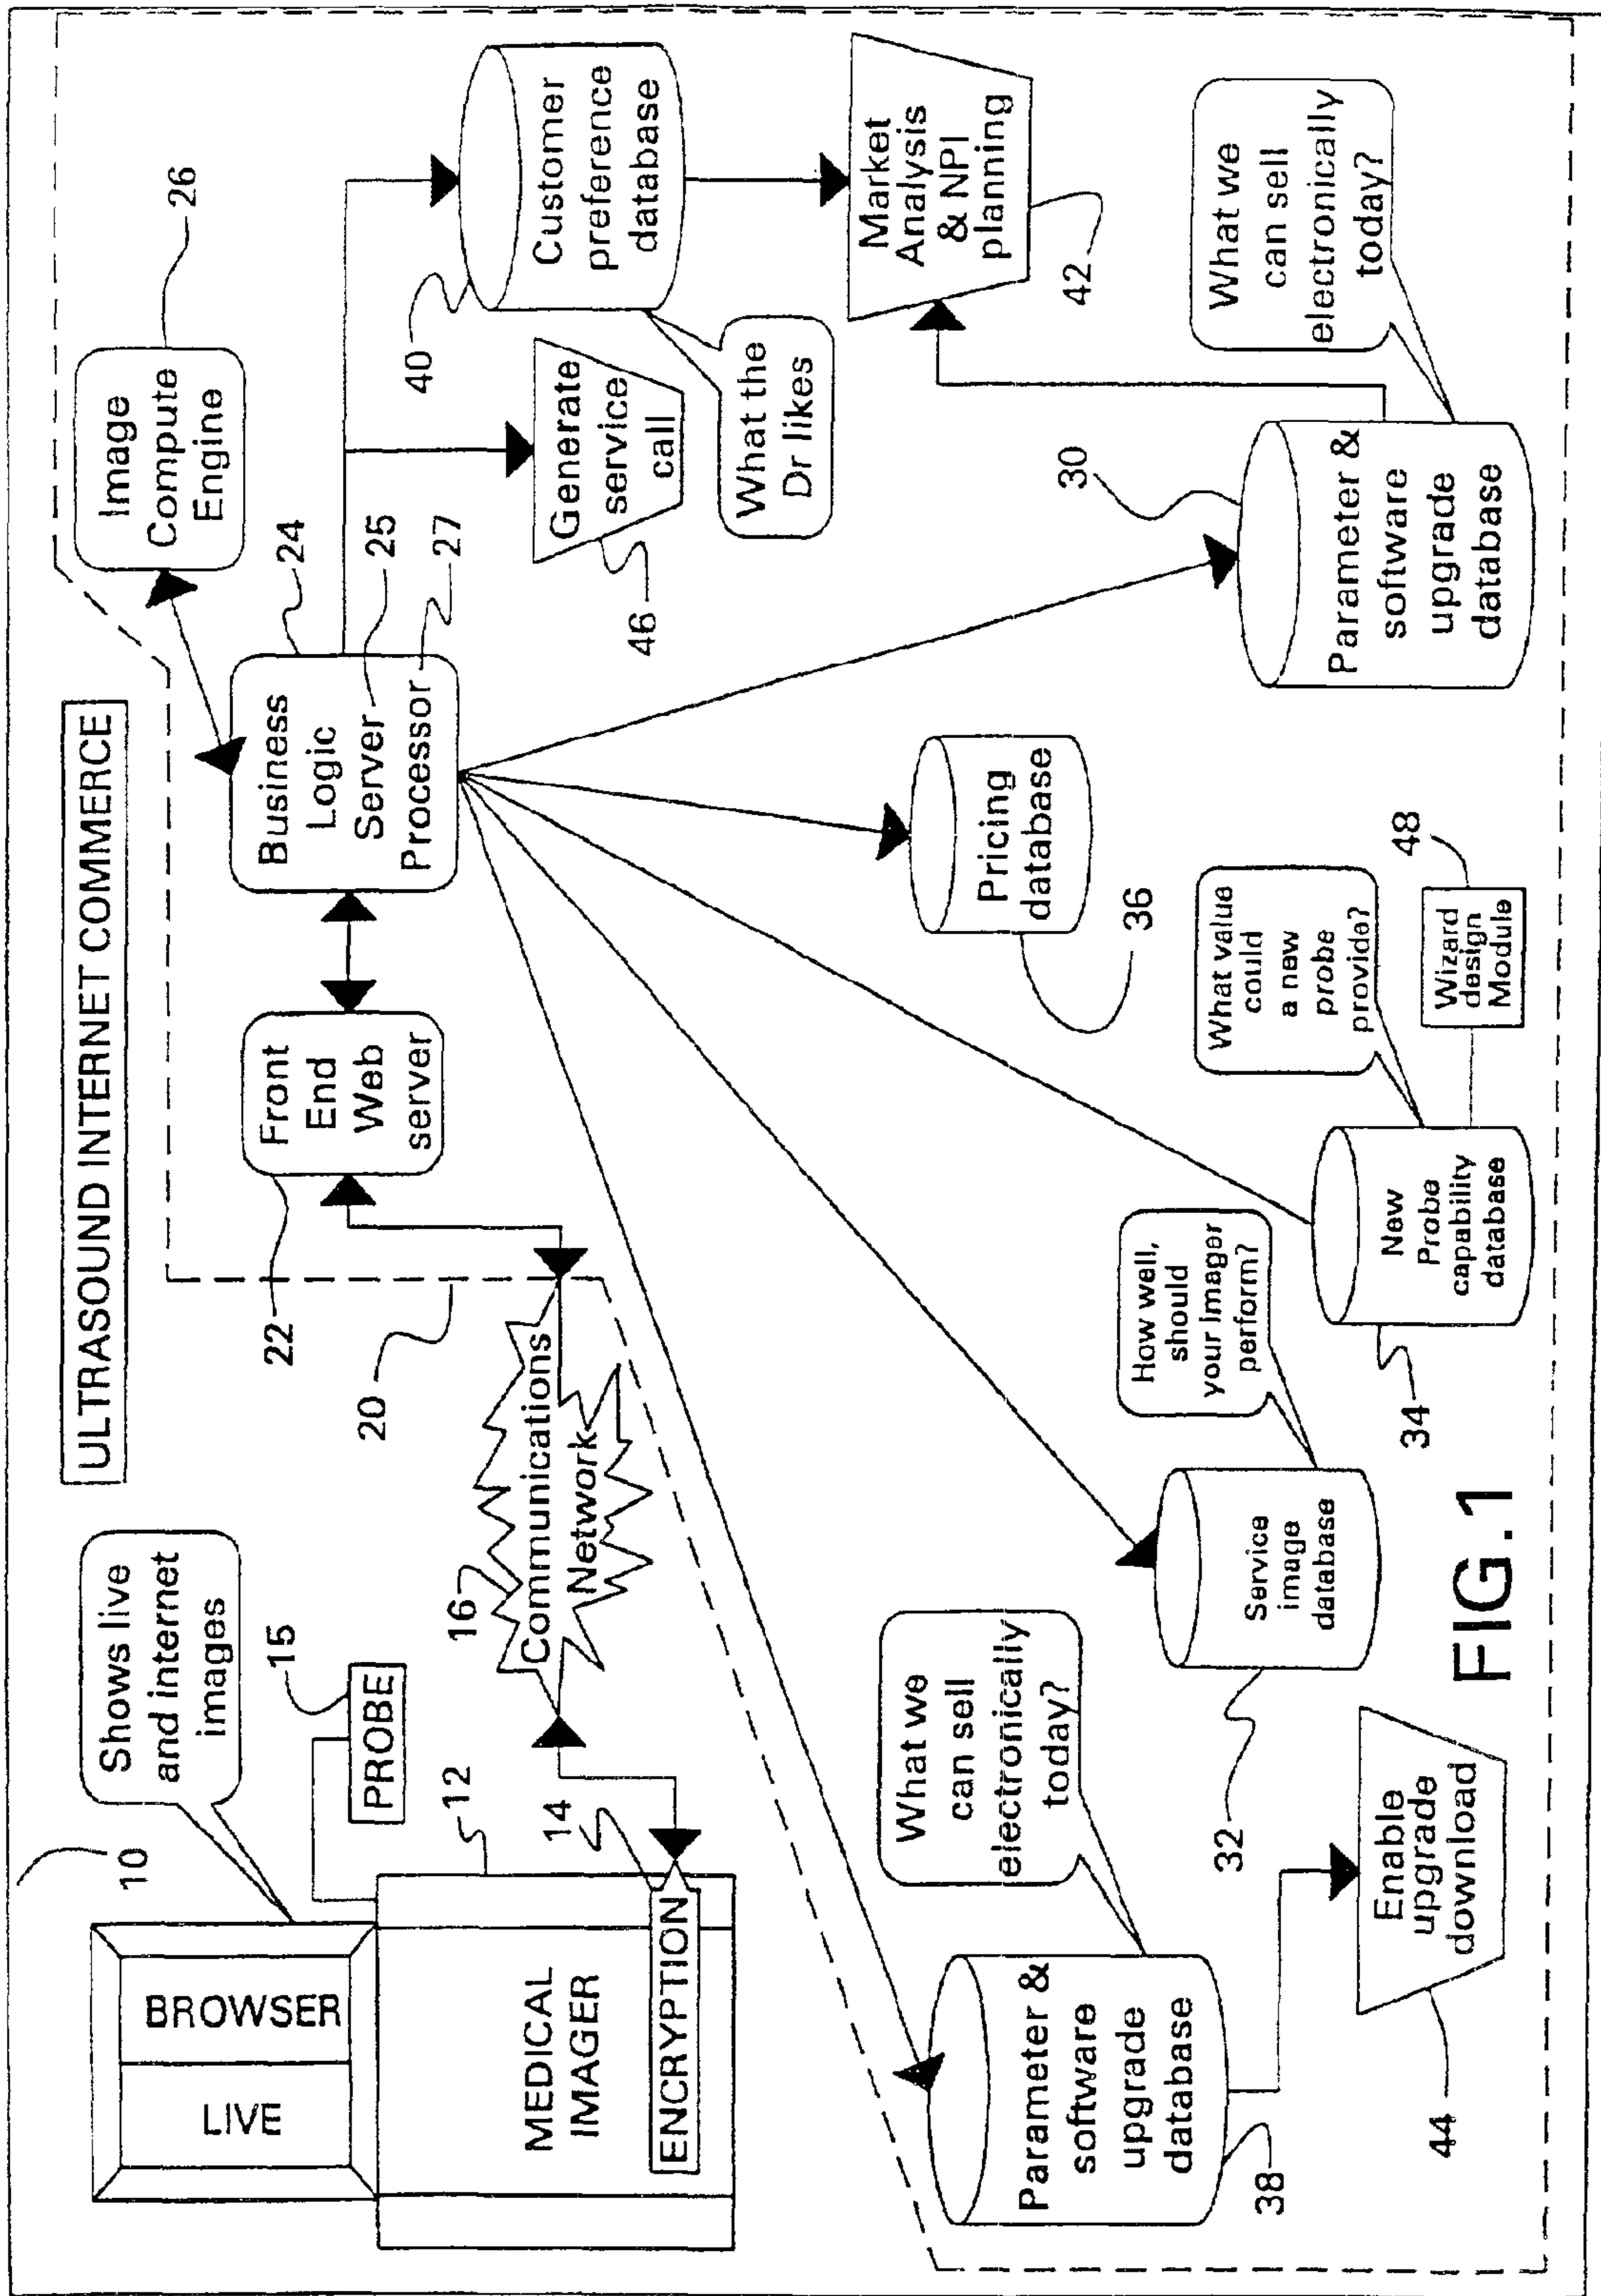 ULTRASOUND INTERNET COMMERCE
10
Shows live
and internet
images
15
PROBE
BROWSER
LIVE
12
MEDICAL
IMAGER
14
ENCRYPTION
16
Communications
Network
20
22
Front
End
Web
server
24
Business
Logic
Server
25
Processor
27
Image
Compute
Engine
26
40
Customer
preference
database
What the
Dr likes
Generate
service
call
46
Market
Analysis
& NPI
planning
42
What we
can sell
electronically
today?
38
Parameter &
software
upgrade
database
Enable
upgrade
download
44
How well,
should
your imager
perform?
32
Service
image
database
What value
could
a new
probe
provide?
34
New
Probe
capability
database
48
Wizard
design
Module
36
Pricing
database
What we
can sell
electronically
today?
30
Parameter &
software
upgrade
database
FIG.1